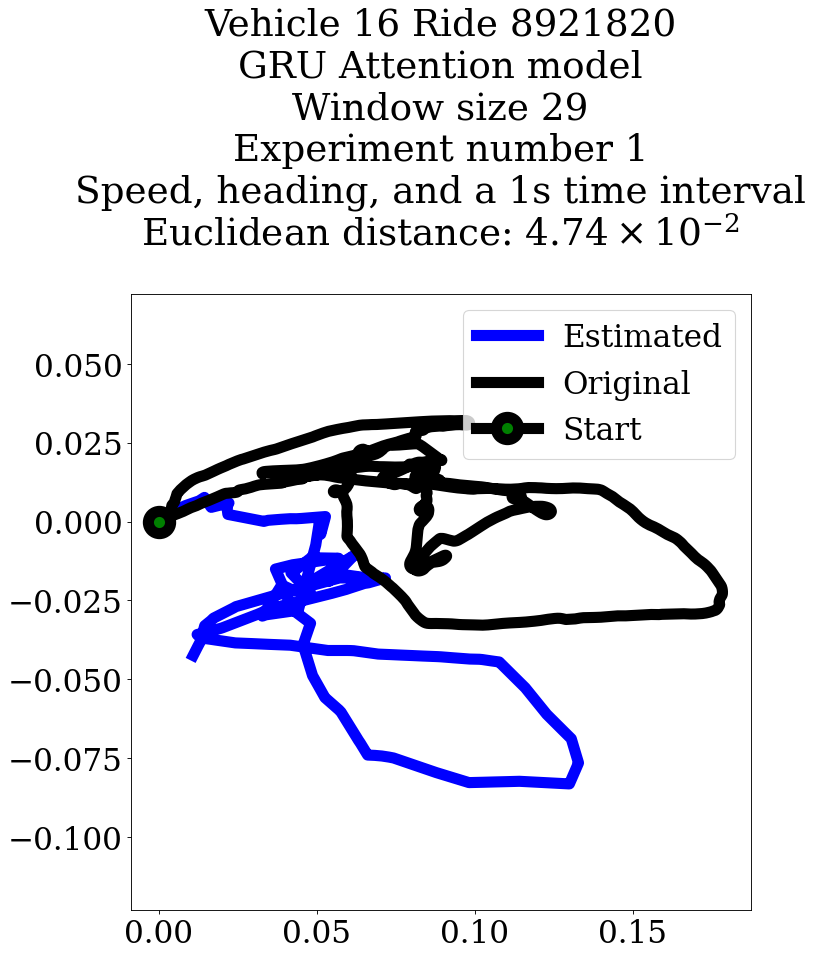 Vehicle 16 Ride 8921820
GRU Attention model
Window size 29
Experiment number 1
Speed, heading, and a 1s time interval
Euclidean distance: 4.74 × 10⁻²
Estimated
Original
Start
0.050
0.025
0.000
−0.025
−0.050
−0.075
−0.100
0.00 0.05 0.10 0.15